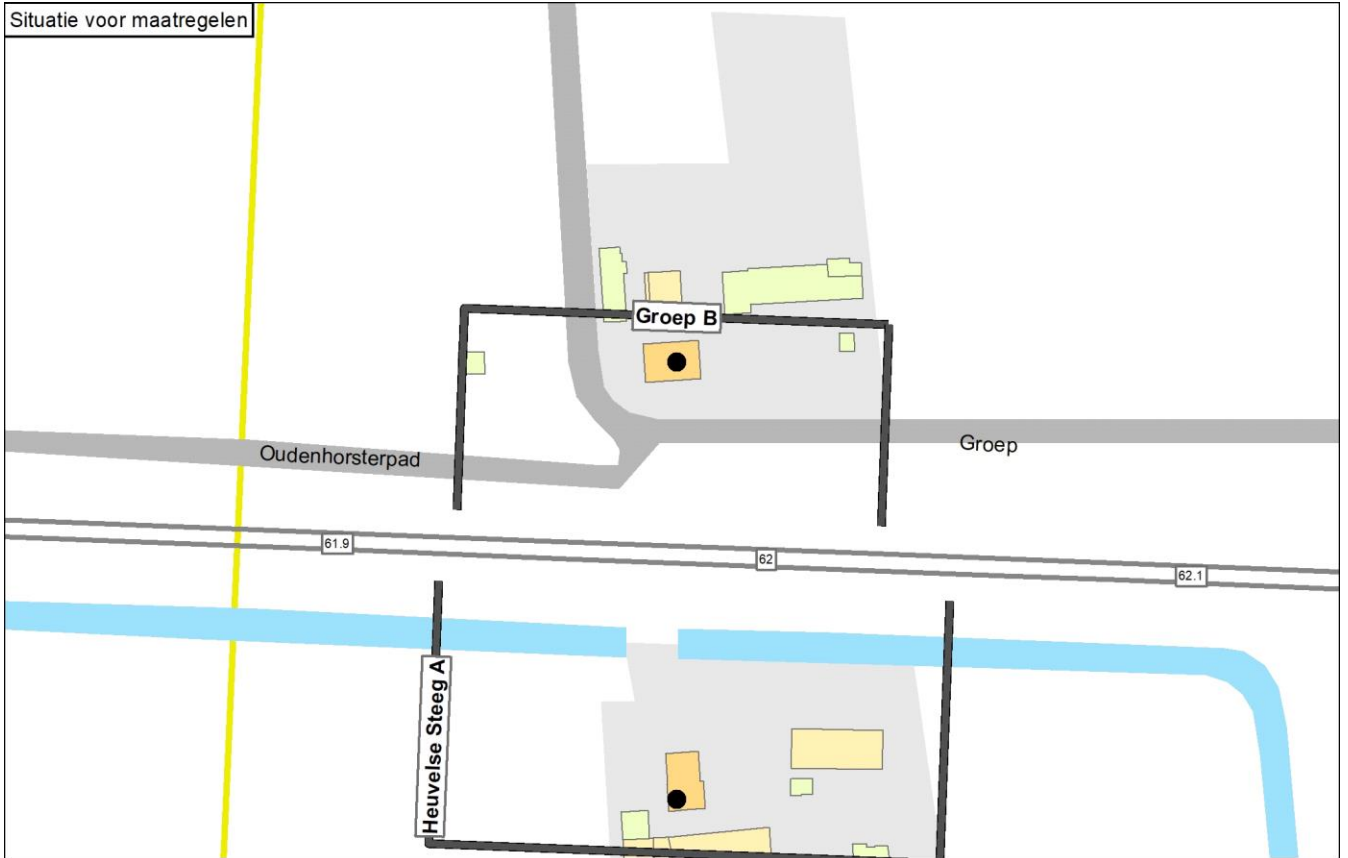 Situatie voor maatregelen
Groep B
Groep
Oudenhorsterpad
61.9
62
62.1
Heuvelse Steeg A